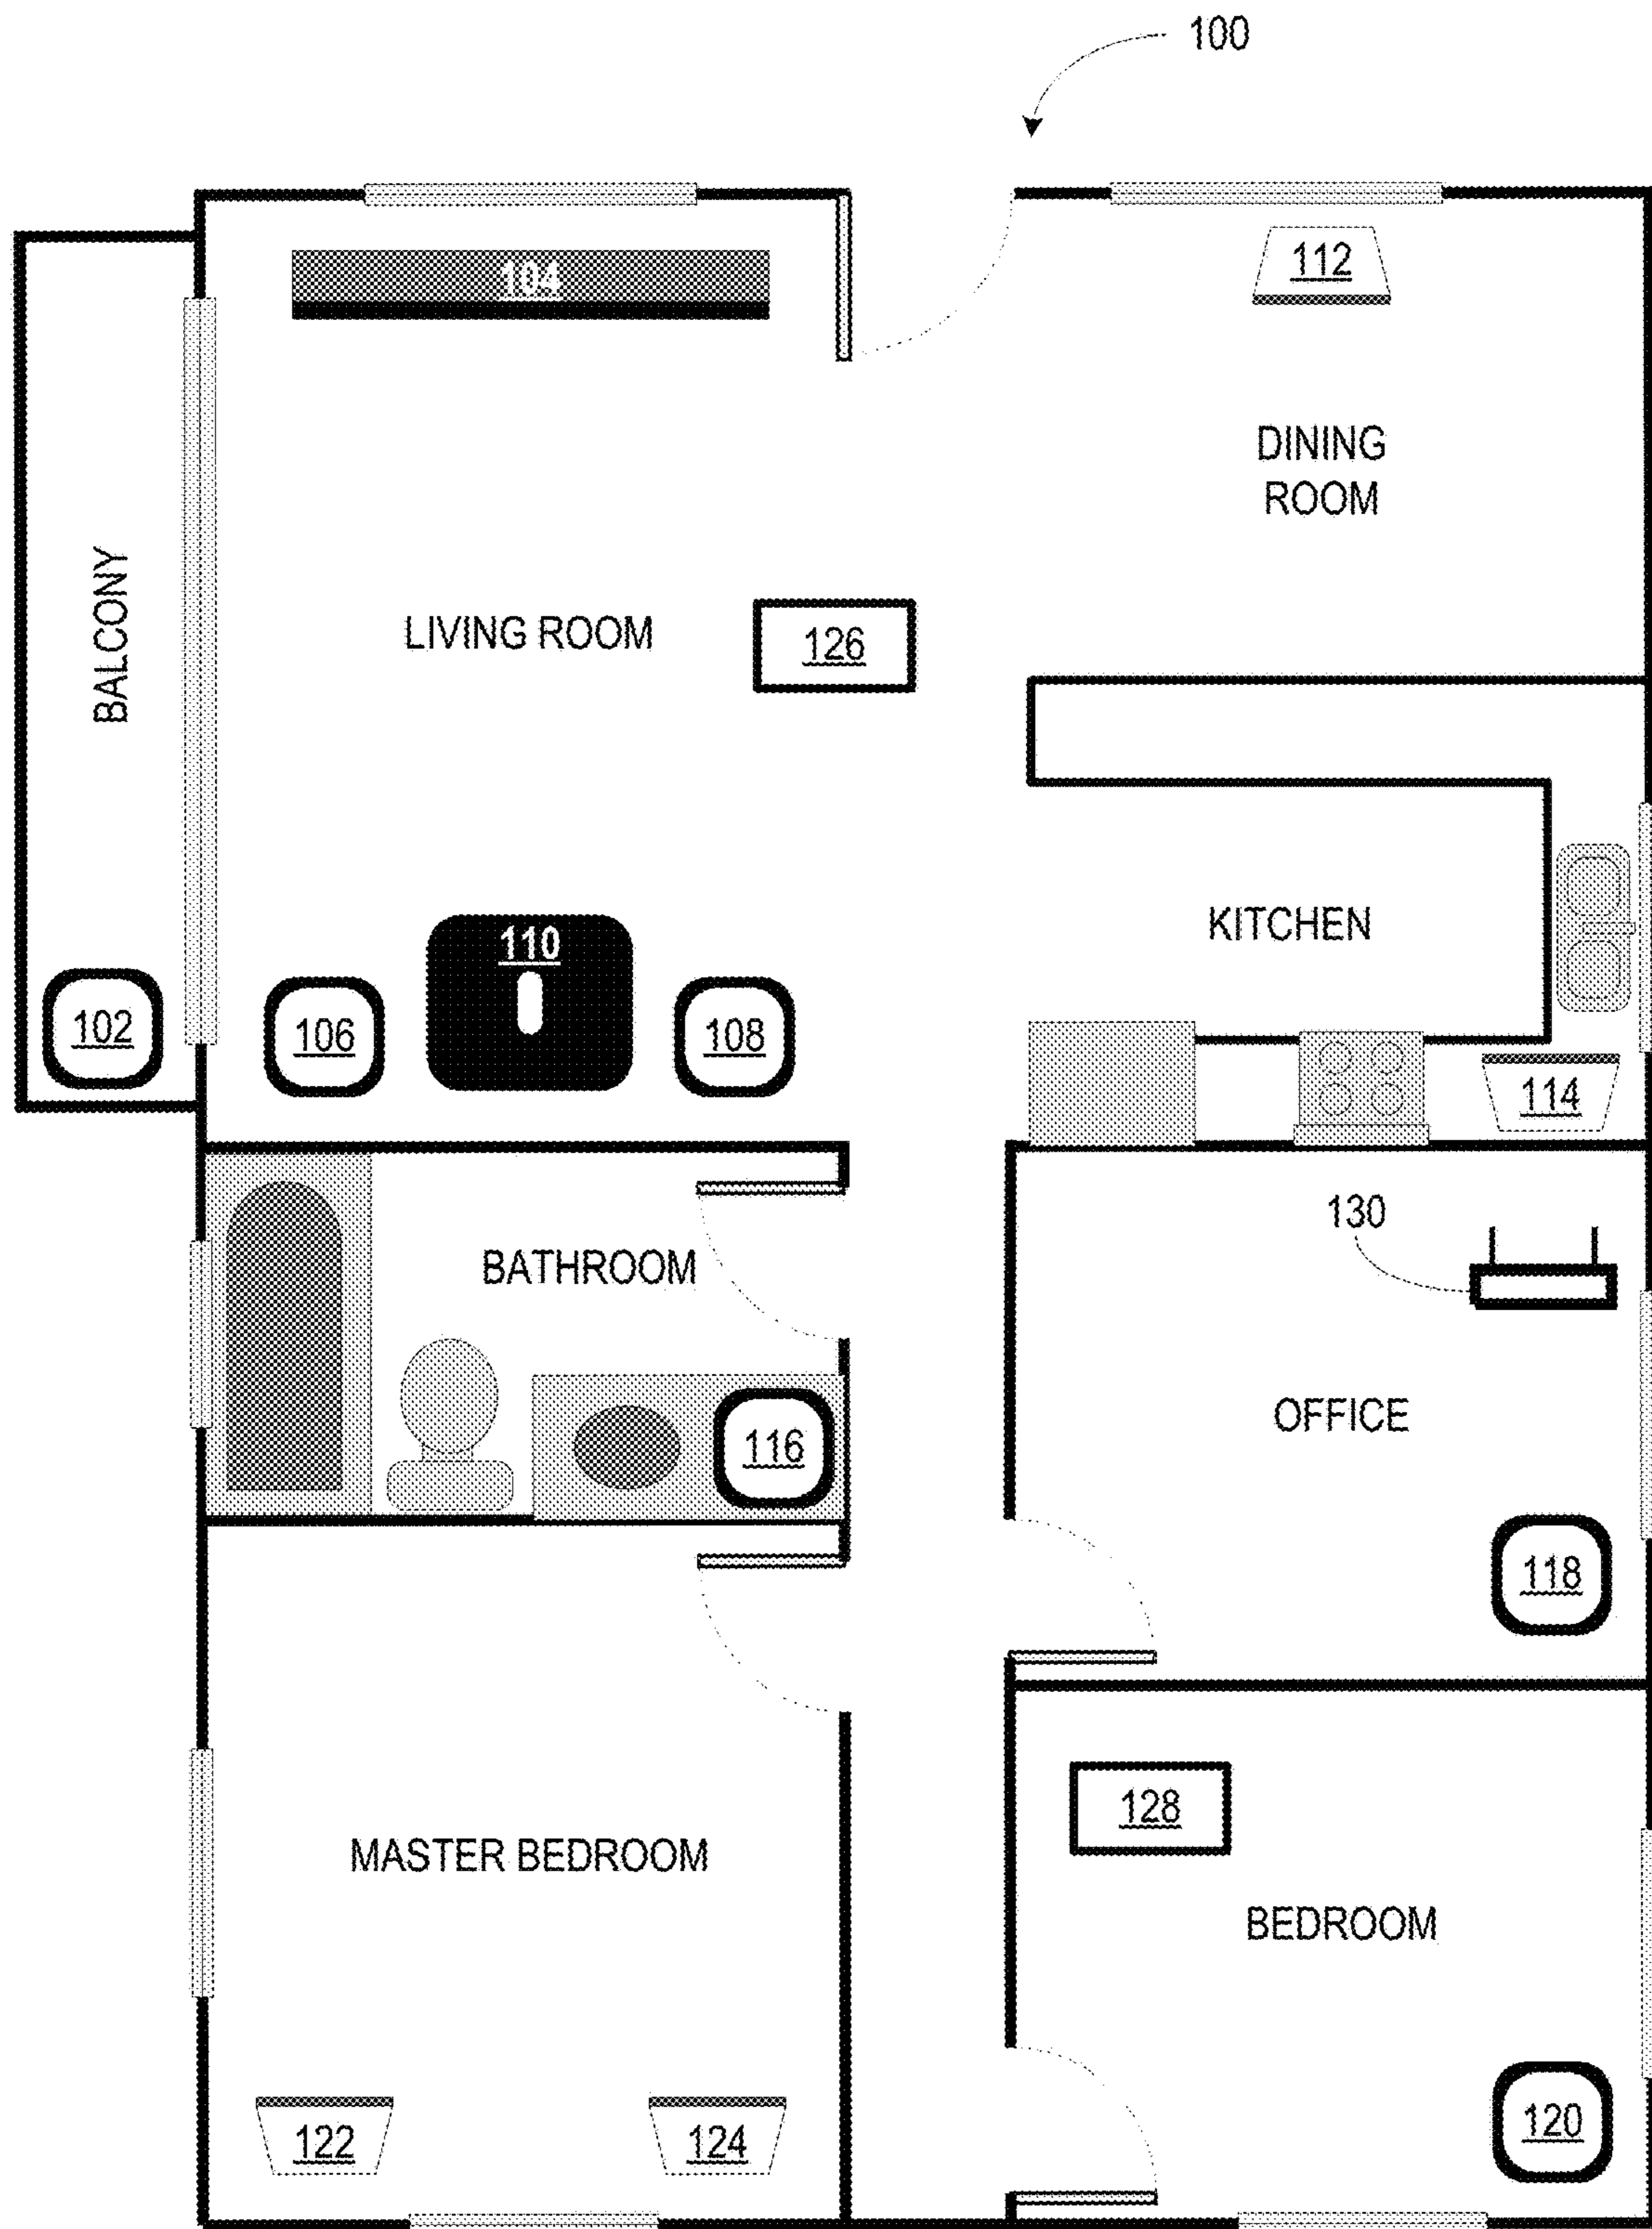 100
104
112
DINING
ROOM
BALCONY
LIVING ROOM
126
KITCHEN
110
102
106
108
114
130
BATHROOM
OFFICE
116
118
128
MASTER BEDROOM
BEDROOM
122
124
120